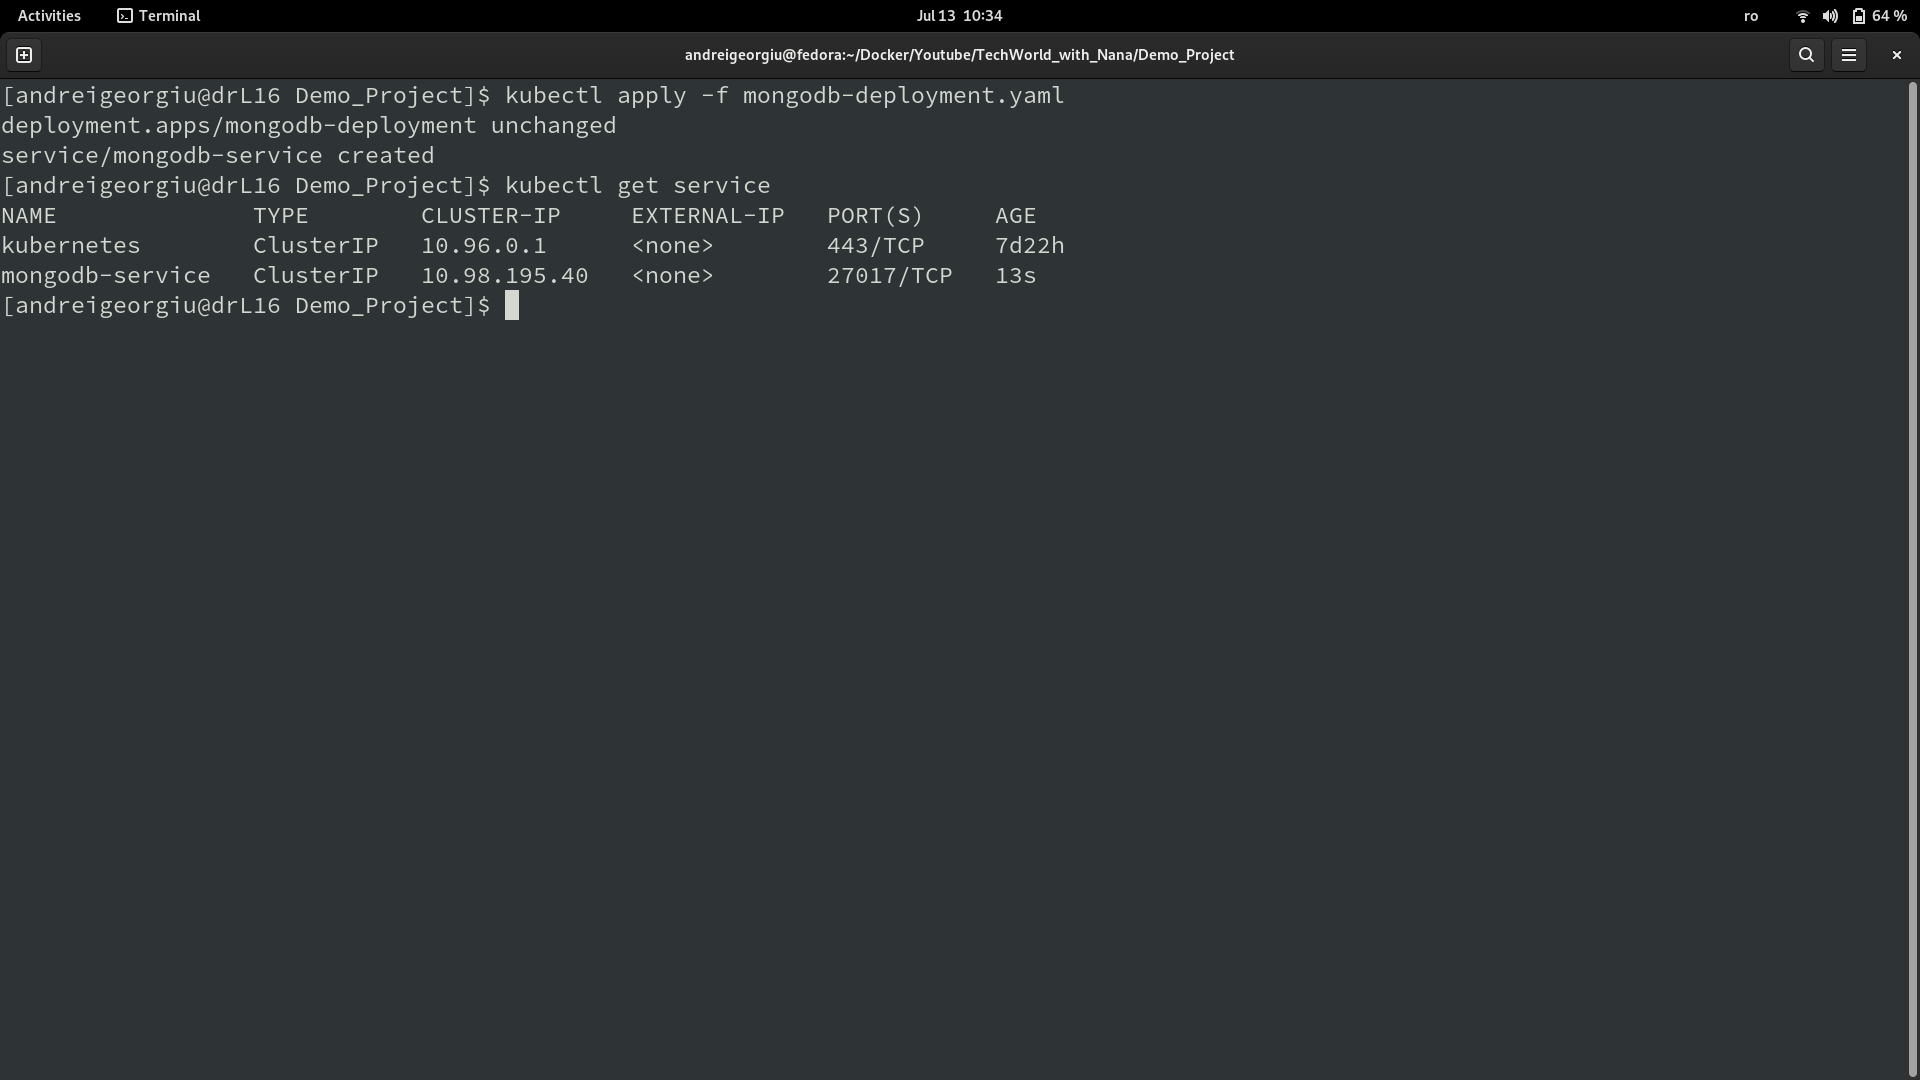 Activities Terminal Jul 13 10:34 ro 64 %
andreigeorgiu@fedora:~/Docker/Youtube/TechWorld_with_Nana/Demo_Project
[andreigeorgiu@drL16 Demo_Project]$ kubectl apply -f mongodb-deployment.yaml
deployment.apps/mongodb-deployment unchanged
service/mongodb-service created
[andreigeorgiu@drL16 Demo_Project]$ kubectl get service
NAME TYPE CLUSTER-IP EXTERNAL-IP PORT(S) AGE
kubernetes ClusterIP 10.96.0.1 <none> 443/TCP 7d22h
mongodb-service ClusterIP 10.98.195.40 <none> 27017/TCP 13s
[andreigeorgiu@drL16 Demo_Project]$